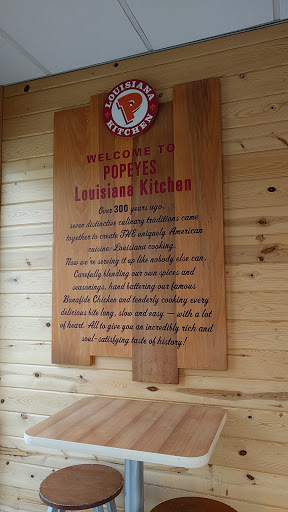 LOUISIANA
P
KITCHEN
WELCOME TO
POPEYES
Louisiana Kitchen
Over 300 years ago,
seven distinctive culinary traditions came
together to create THE uniquely American
cuisine: Louisiana cooking.
Now we're serving it up like nobody else can.
Carefully blending our own spices and
seasonings, hand battering our famous
Bonafide Chicken and tenderly cooking every
delicious bite long, slow and easy — with a lot
of heart. All to give you an incredibly rich and
soul-satisfying taste of history!